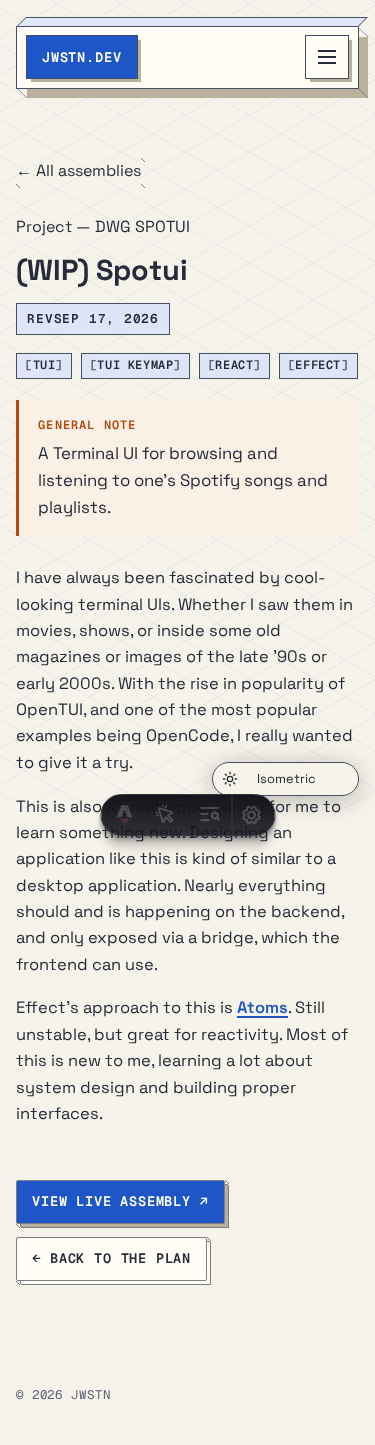 JWSTN.DEV
← All assemblies
Project — DWG SPOTUI
(WIP) Spotui
REVSEP 17, 2026
[TUI] [TUI KEYMAP] [REACT] [EFFECT]
GENERAL NOTE
A Terminal UI for browsing and
listening to one's Spotify songs and
playlists.
I have always been fascinated by cool-
looking terminal UIs. Whether I saw them in
movies, shows, or inside some old
magazines or images of the late '90s or
early 2000s. With the rise in popularity of
OpenTUI, and one of the most popular
examples being OpenCode, I really wanted
to give it a try.
Isometric
This is also for me to
learn something new. Designing an
application like this is kind of similar to a
desktop application. Nearly everything
should and is happening on the backend,
and only exposed via a bridge, which the
frontend can use.
Effect's approach to this is Atoms. Still
unstable, but great for reactivity. Most of
this is new to me, learning a lot about
system design and building proper
interfaces.
VIEW LIVE ASSEMBLY ↗
← BACK TO THE PLAN
© 2026 JWSTN